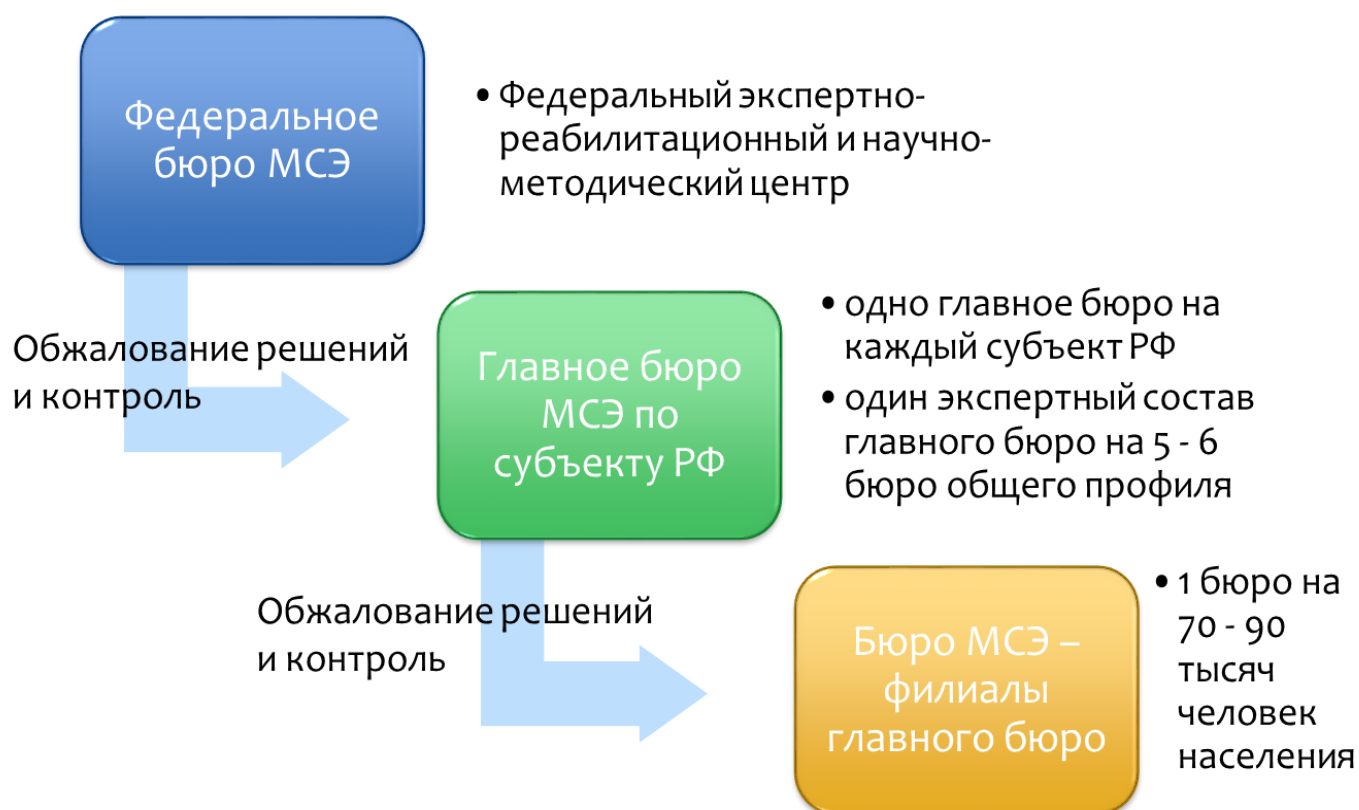 Федеральное
бюро МСЭ
• Федеральный экспертно-
реабилитационный и научно-
методический центр
Обжалование решений
и контроль
Главное бюро
МСЭ по
субъекту РФ
• одно главное бюро на
каждый субъект РФ
• один экспертный состав
главного бюро на 5 - 6
бюро общего профиля
Обжалование решений
и контроль
Бюро МСЭ –
филиалы
главного бюро
• 1 бюро на
70 - 90
тысяч
человек
населения